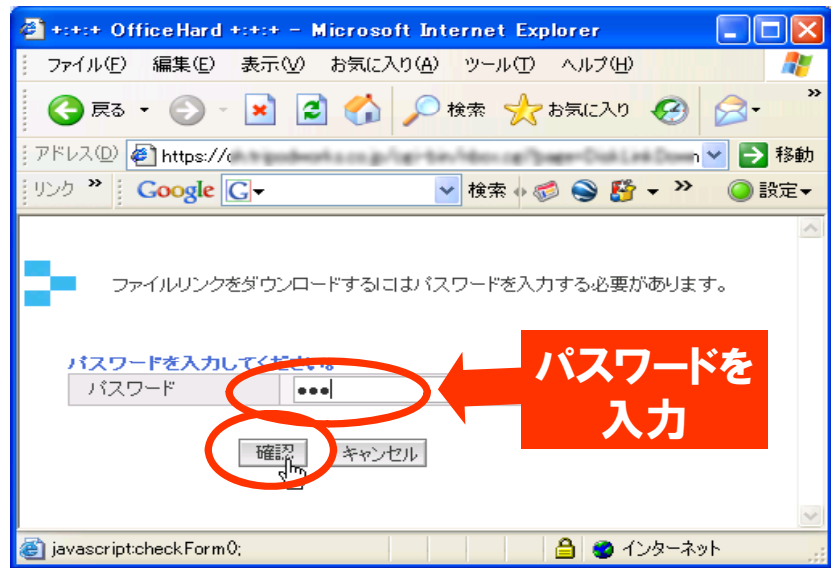 +:+:+ OfficeHard +:+:+ - Microsoft Internet Explorer
ファイル(F) 編集(E) 表示(V) お気に入り(A) ツール(T) ヘルプ(H)
戻る 検索 お気に入り »
アドレス(D) https:// 移動
リンク » Google G 検索 » 設定
ファイルリンクをダウンロードするにはパスワードを入力する必要があります。
パスワードを入力してください。
パスワード •••
パスワードを
入力
確認 キャンセル
javascript:checkForm(); インターネット